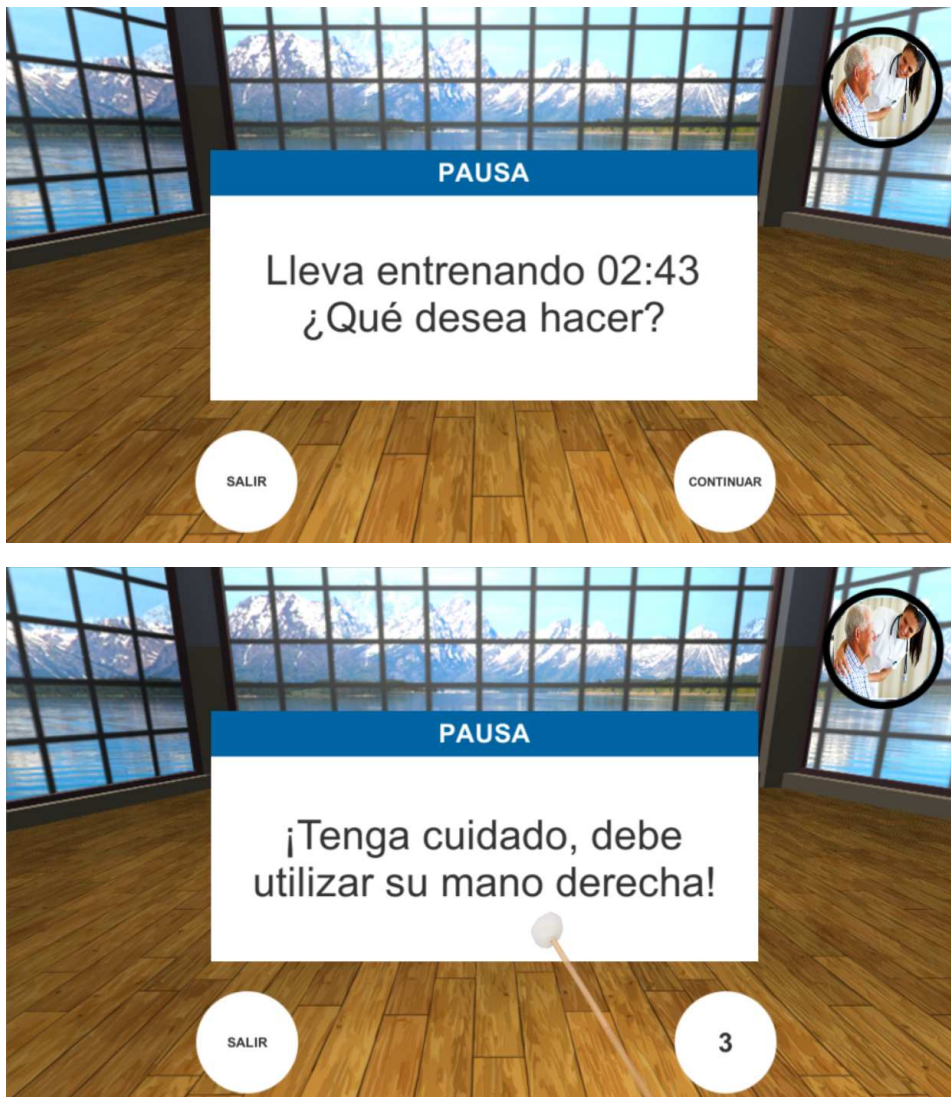 PAUSA
Lleva entrenando 02:43
¿Qué desea hacer?
SALIR
CONTINUAR
PAUSA
¡Tenga cuidado, debe
utilizar su mano derecha!
SALIR
3